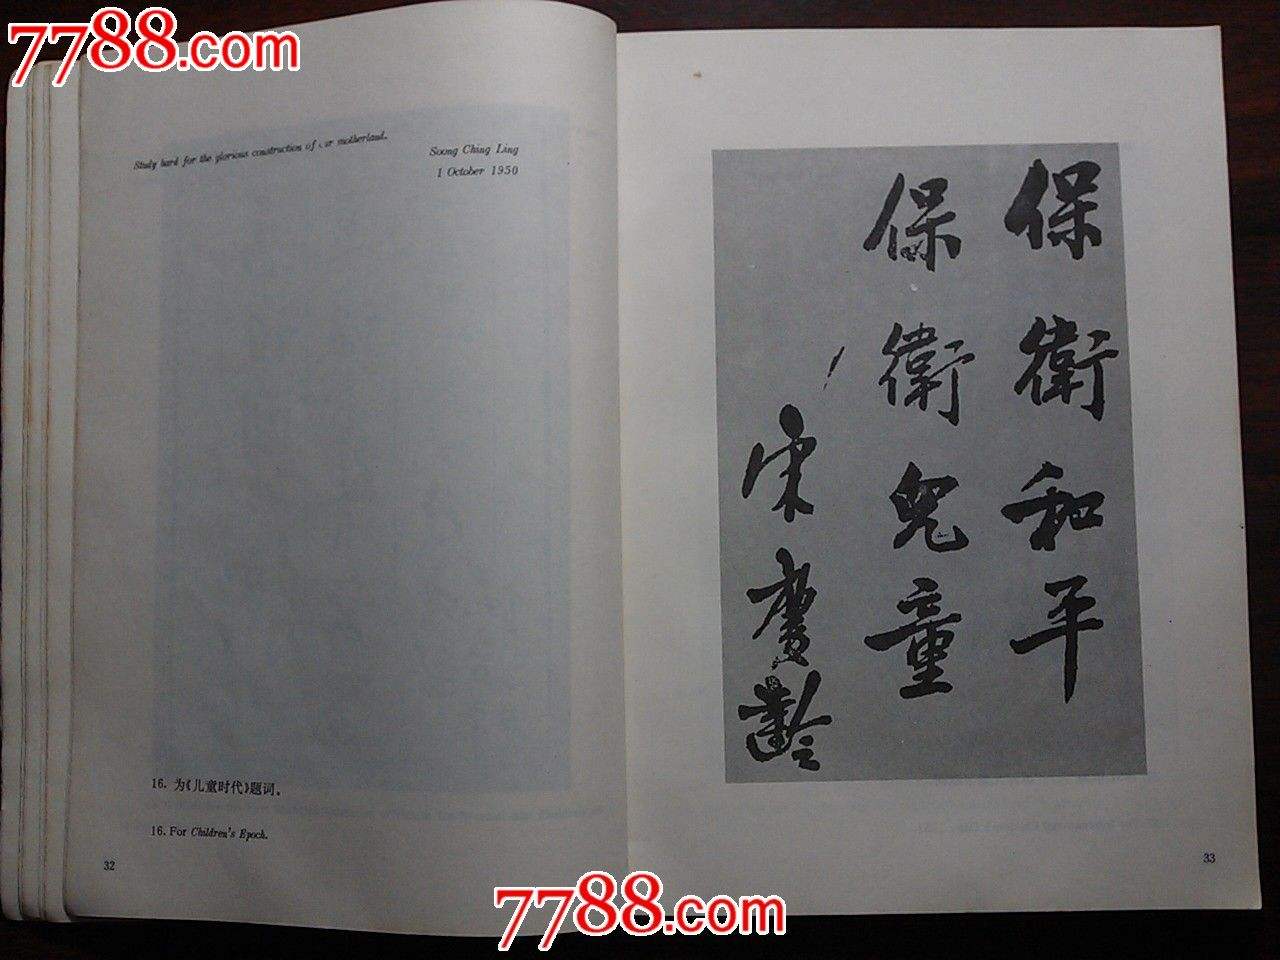 7788.com
Study hard for the glorious construction of our motherland.
Soong Ching Ling
1 October 1950
16. 为《儿童时代》题词。
16. For Children's Epoch.
32
保衛和平
保衛兒童
宋慶齡
33
7788.com